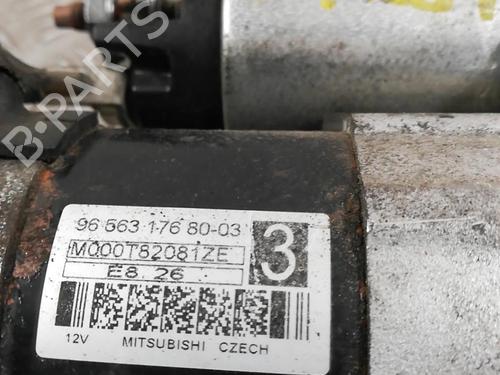 B-PARTS
96 563 176 80-03
M000T82081ZE
3
E8 26
12V MITSUBISHI CZECH